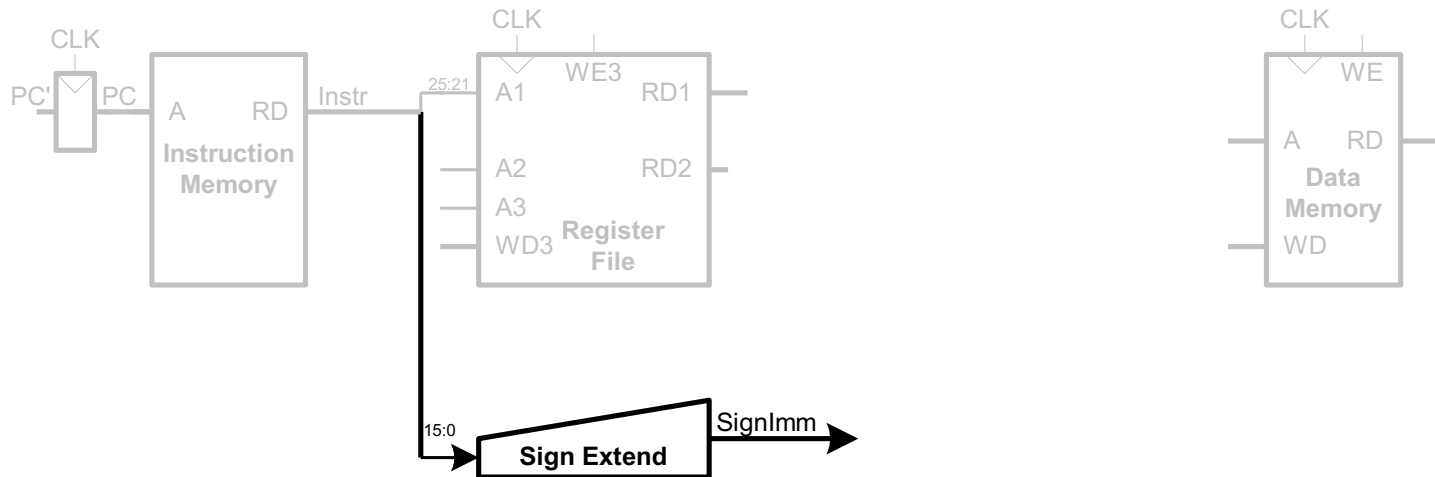 CLK
CLK
CLK
PC'
PC
A
RD
Instruction
Memory
Instr
25:21
A1
WE3
RD1
A2
RD2
A3
WD3
Register
File
WE
A
RD
Data
Memory
WD
15:0
Sign Extend
SignImm